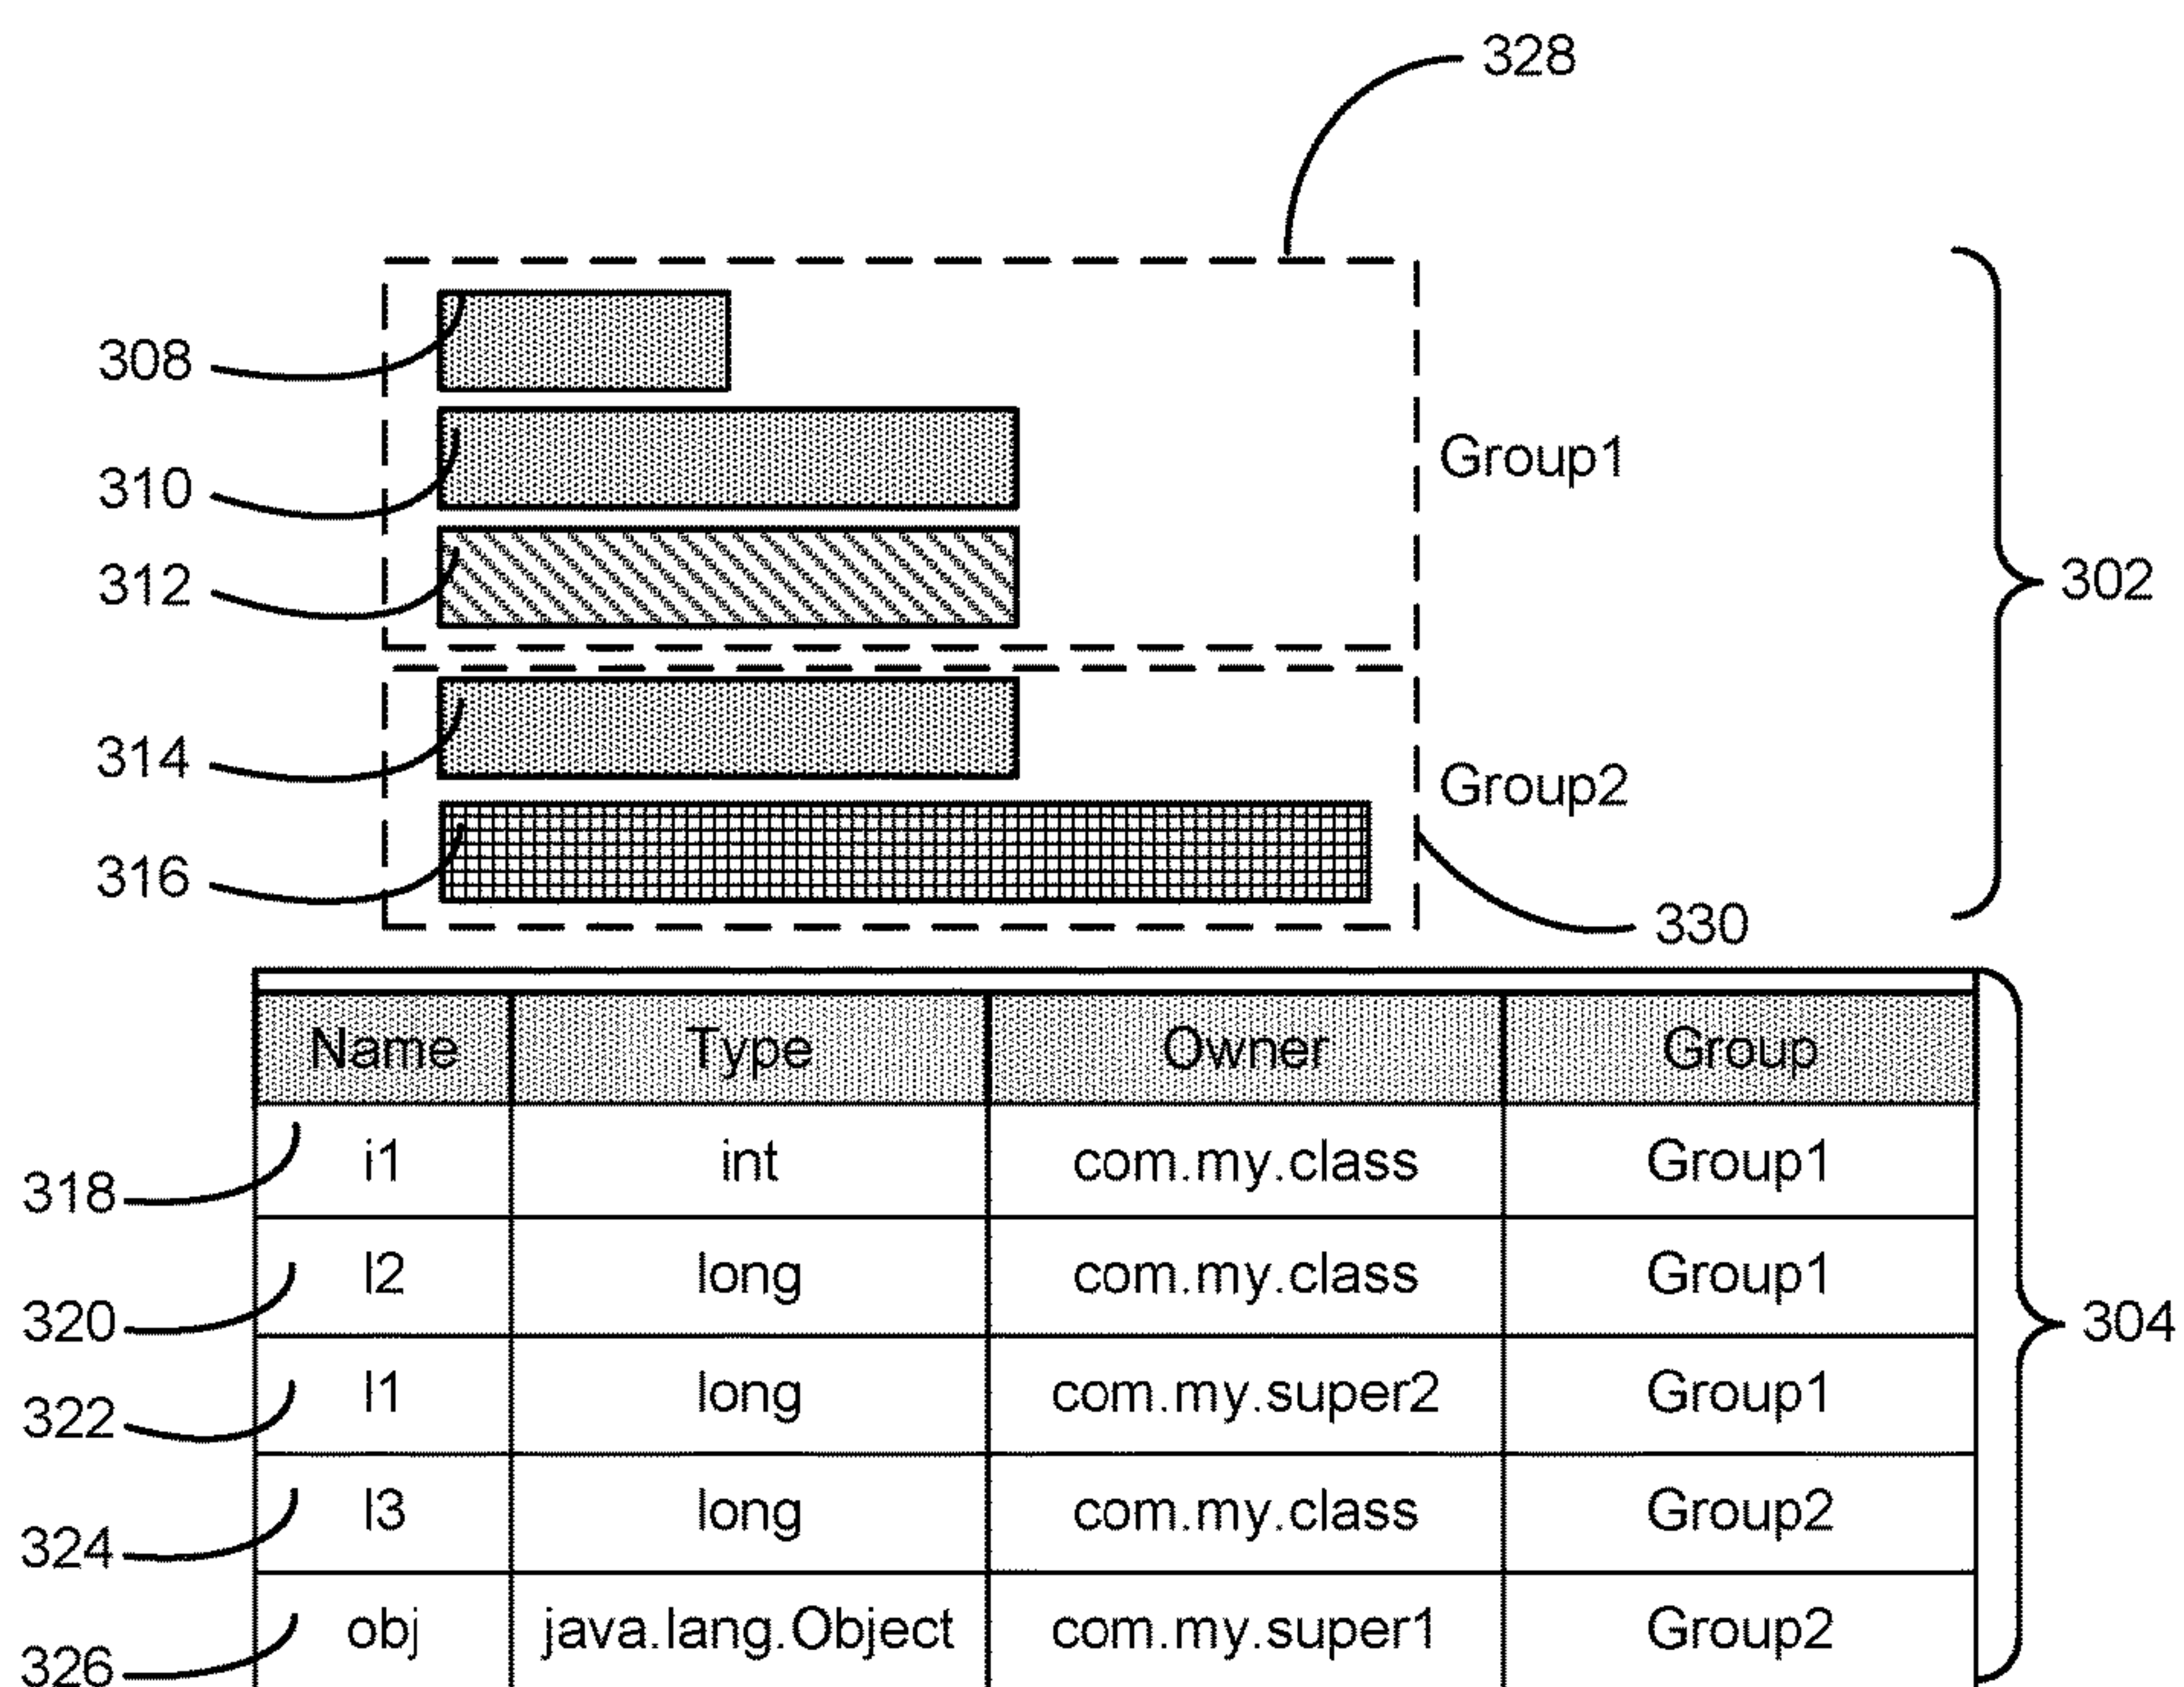 328
308
310
Group1
312
302
314
Group2
316
330
Name Type Owner Group
318 i1 int com.my.class Group1
320 l2 long com.my.class Group1
304
322 l1 long com.my.super2 Group1
324 l3 long com.my.class Group2
326 obj java.lang.Object com.my.super1 Group2